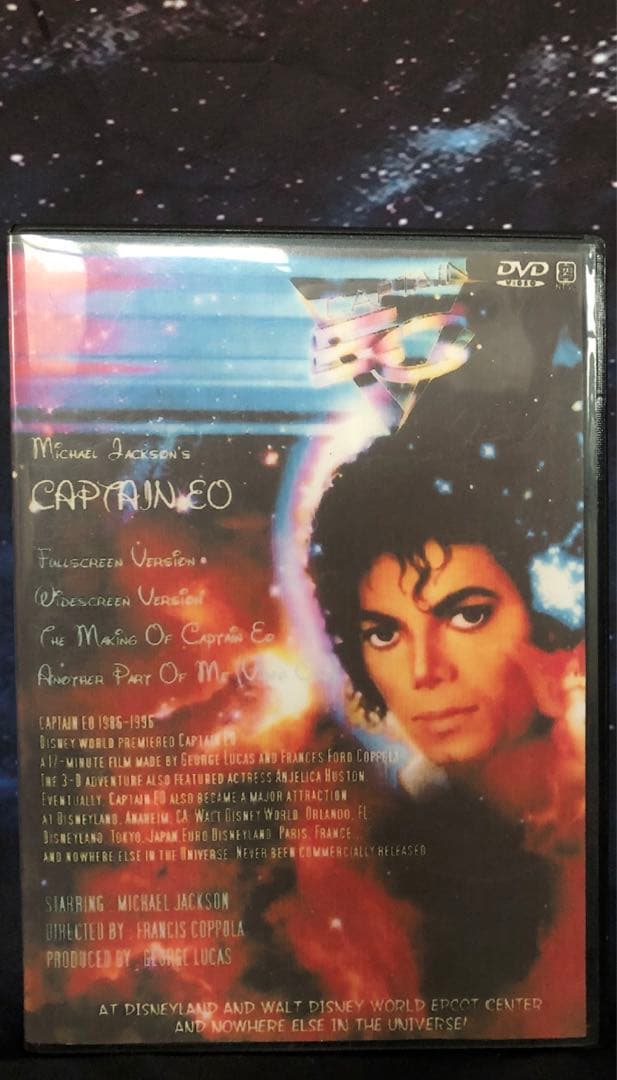 DVD
VIDEO
CAPTAIN
EO
Michael Jackson's
CAPTAIN EO
Fullscreen Version
Widescreen Version
The Making Of Captain Eo
Another Part Of Me
CAPTAIN EO 1986-1996
DISNEY WORLD PREMIERED CAPTAIN EO
A 17-MINUTE FILM MADE BY GEORGE LUCAS AND FRANCES FORD COPPOLA
THE 3-D ADVENTURE ALSO FEATURED ACTRESS ANJELICA HUSTON
EVENTUALLY, CAPTAIN EO ALSO BECAME A MAJOR ATTRACTION
AT DISNEYLAND, ANAHEIM, CA. WALT DISNEY WORLD, ORLANDO, FL.
DISNEYLAND, TOKYO, JAPAN,EURO DISNEYLAND, PARIS, FRANCE...
AND NOWHERE ELSE IN THE UNIVERSE. NEVER BEEN COMMERCIALLY RELEASED
STARRING : MICHAEL JACKSON
DIRECTED BY : FRANCIS COPPOLA
PRODUCED BY : GEORGE LUCAS
AT DISNEYLAND AND WALT DISNEY WORLD EPCOT CENTER
AND NOWHERE ELSE IN THE UNIVERSE!